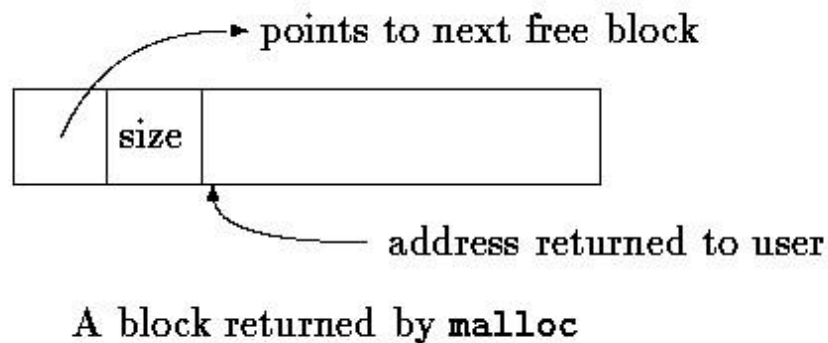 points to next free block
size
address returned to user
A block returned by malloc